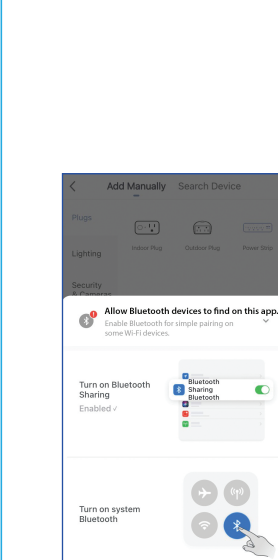 Add Manually Search Device
Plugs
Indoor Plug Outdoor Plug Power Strip
Lighting
Security
& Cameras
Allow Bluetooth devices to find on this app.
Enable Bluetooth for simple pairing on
some Wi-Fi devices.
Turn on Bluetooth
Sharing
Enabled √
Bluetooth
Sharing
Bluetooth
Turn on system
Bluetooth